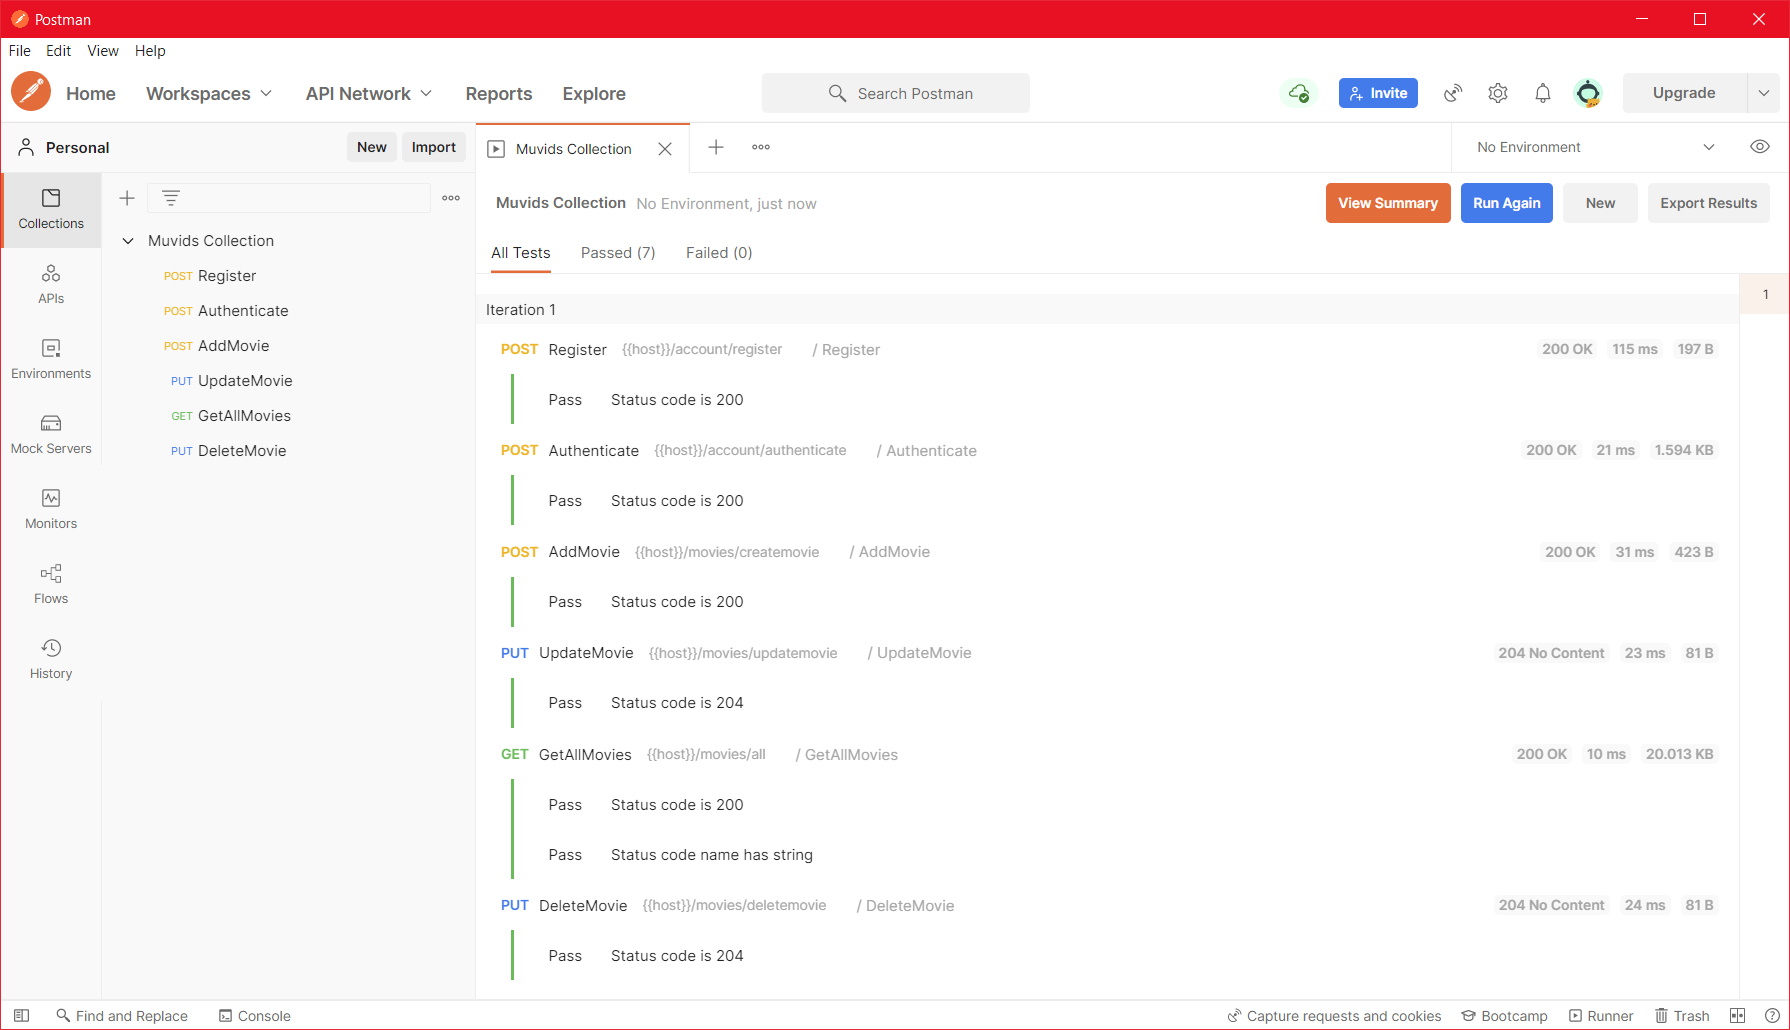 Postman
File Edit View Help
Home Workspaces API Network Reports Explore Search Postman Invite Upgrade
Personal New Import Muvids Collection No Environment
Collections
APIs
Environments
Mock Servers
Monitors
Flows
History
Muvids Collection
POST Register
POST Authenticate
POST AddMovie
PUT UpdateMovie
GET GetAllMovies
PUT DeleteMovie
Muvids Collection No Environment, just now View Summary Run Again New Export Results
All Tests Passed (7) Failed (0)
1
Iteration 1
POST Register {{host}}/account/register / Register 200 OK 115 ms 197 B
Pass Status code is 200
POST Authenticate {{host}}/account/authenticate / Authenticate 200 OK 21 ms 1.594 KB
Pass Status code is 200
POST AddMovie {{host}}/movies/createmovie / AddMovie 200 OK 31 ms 423 B
Pass Status code is 200
PUT UpdateMovie {{host}}/movies/updatemovie / UpdateMovie 204 No Content 23 ms 81 B
Pass Status code is 204
GET GetAllMovies {{host}}/movies/all / GetAllMovies 200 OK 10 ms 20.013 KB
Pass Status code is 200
Pass Status code name has string
PUT DeleteMovie {{host}}/movies/deletemovie / DeleteMovie 204 No Content 24 ms 81 B
Pass Status code is 204
Find and Replace Console Capture requests and cookies Bootcamp Runner Trash